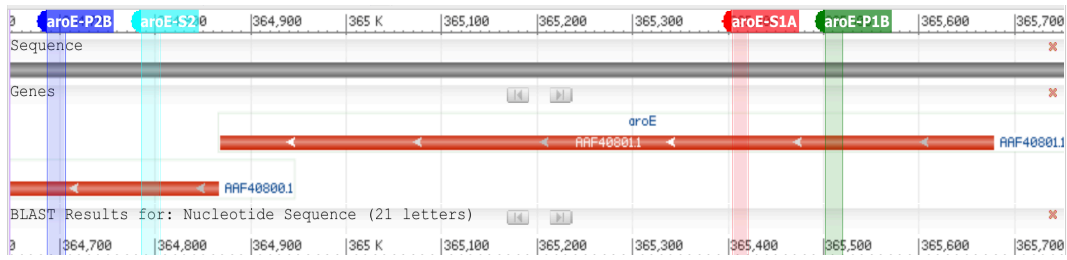 0 aroE-P2B aroE-S2 364,900 365 K 365,100 365,200 365,300 aroE-S1A aroE-P1B 365,600 365,700
Sequence
Genes
aroE
AAF40801.1 AAF40801.1
AAF40800.1
BLAST Results for: Nucleotide Sequence (21 letters)
0 364,700 364,800 364,900 365 K 365,100 365,200 365,300 365,400 365,500 365,600 365,700